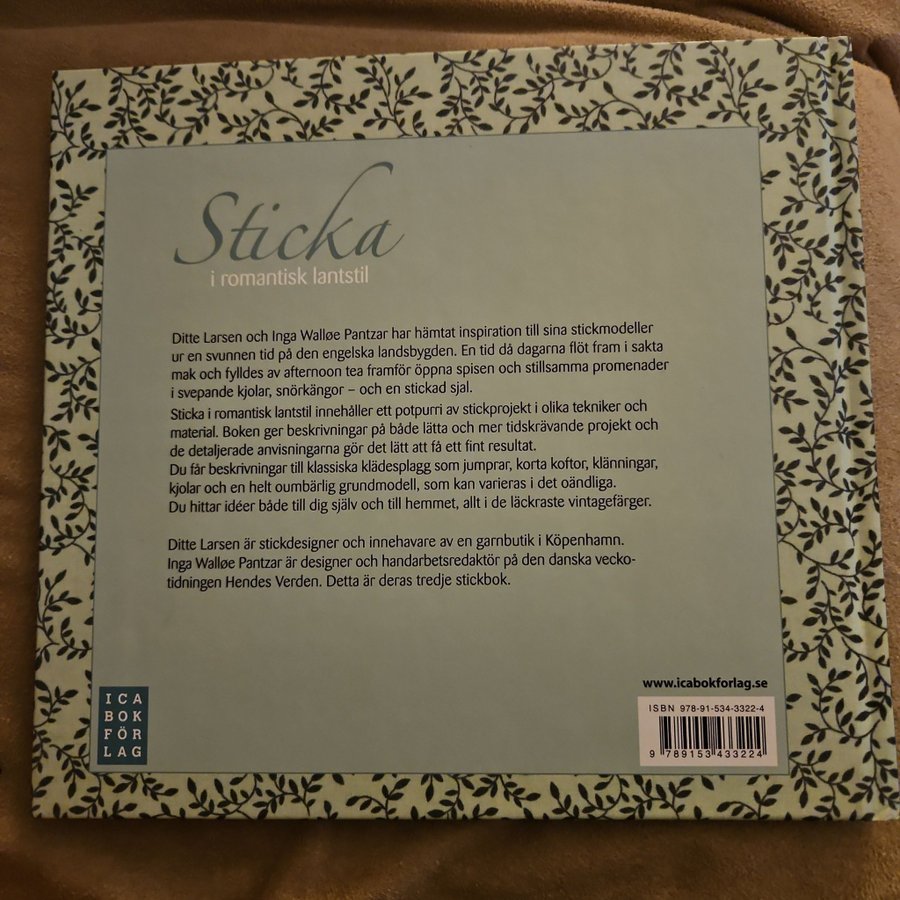 Sticka
i romantisk lantstil
Ditte Larsen och Inga Walløe Pantzar har hämtat inspiration till sina stickmodeller
ur en svunnen tid på den engelska landsbygden. En tid då dagarna flöt fram i sakta
mak och fylldes av afternoon tea framför öppna spisen och stillsamma promenader
i svepande kjolar, snörkängor – och en stickad sjal.
Sticka i romantisk lantstil innehåller ett potpurri av stickprojekt i olika tekniker och
material. Boken ger beskrivningar på både lätta och mer tidskrävande projekt och
de detaljerade anvisningarna gör det lätt att få ett fint resultat.
Du får beskrivningar till klassiska klädesplagg som jumprar, korta koftor, klänningar,
kjolar och en helt oumbärlig grundmodell, som kan varieras i det oändliga.
Du hittar idéer både till dig själv och till hemmet, allt i de läckraste vintagefärger.
Ditte Larsen är stickdesigner och innehavare av en garnbutik i Köpenhamn.
Inga Walløe Pantzar är designer och handarbetsredaktör på den danska vecko-
tidningen Hendes Verden. Detta är deras tredje stickbok.
ICA
BOK
FÖR
LAG
www.icabokforlag.se
ISBN 978-91-534-3322-4
9 789153 433224